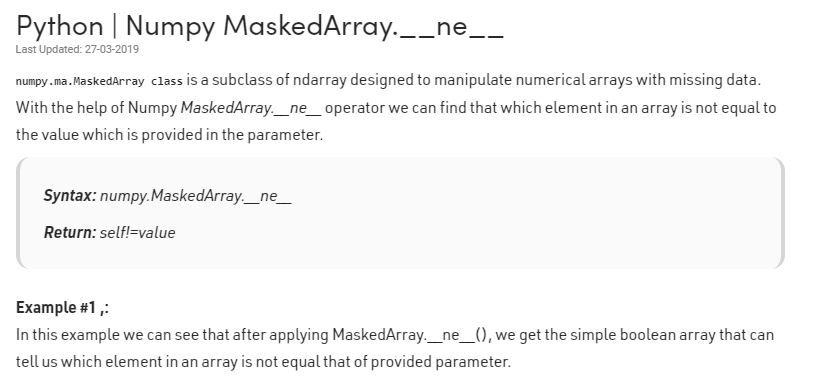 Python | Numpy MaskedArray.__ne__
Last Updated: 27-03-2019
numpy.ma.MaskedArray class is a subclass of ndarray designed to manipulate numerical arrays with missing data.
With the help of Numpy MaskedArray.__ne__ operator we can find that which element in an array is not equal to
the value which is provided in the parameter.
Syntax: numpy.MaskedArray.__ne__
Return: self!=value
Example #1 ,:
In this example we can see that after applying MaskedArray.__ne__(), we get the simple boolean array that can
tell us which element in an array is not equal that of provided parameter.